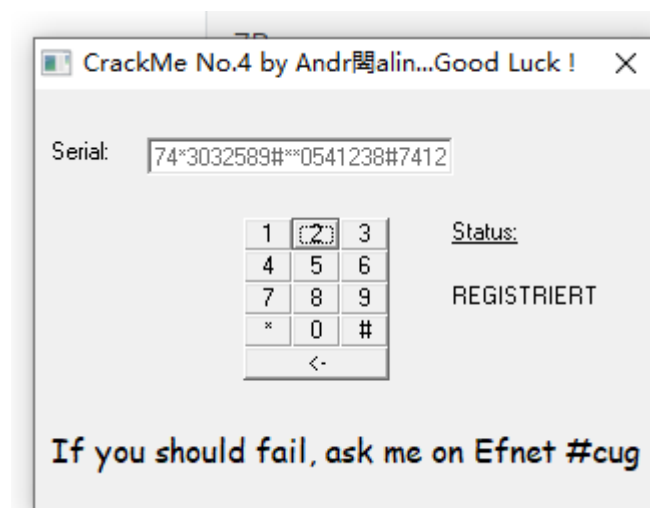 CrackMe No.4 by Andr閩alin...Good Luck !
Serial: 74*3032589#**0541238#7412
1 2 3
Status:
4 5 6
7 8 9
REGISTRIERT
* 0 #
<-
If you should fail, ask me on Efnet #cug